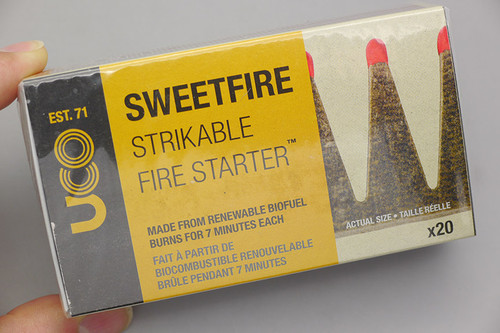 EST. 71
uco
SWEETFIRE
STRIKABLE
FIRE STARTER™
MADE FROM RENEWABLE BIOFUEL
BURNS FOR 7 MINUTES EACH
FAIT À PARTIR DE
BIOCOMBUSTIBLE RENOUVELABLE
BRÛLE PENDANT 7 MINUTES
ACTUAL SIZE • TAILLE RÉELLE
x20